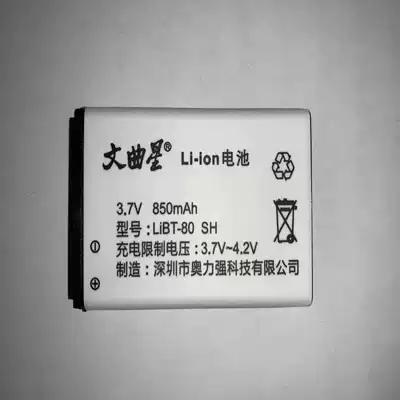 文曲星® Li-ion电池
3.7V 850mAh
型号：LiBT-80 SH
充电限制电压：3.7V~4.2V
制造：深圳市奥力强科技有限公司